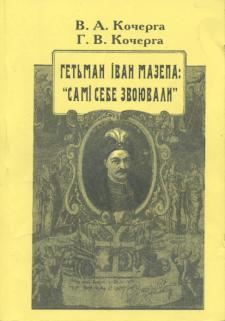 В. А. Кочерга
Г. В. Кочерга
ГЕТЬМАН ІВАН МАЗЕПА:
“САМІ СЕБЕ ЗВОЮВАЛИ”